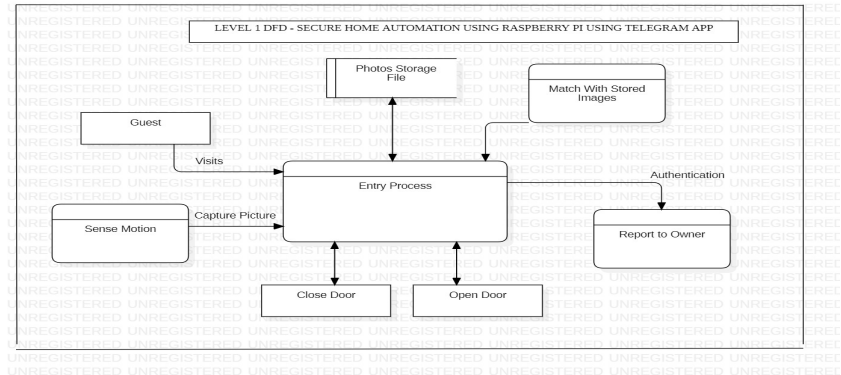 LEVEL 1 DFD - SECURE HOME AUTOMATION USING RASPBERRY PI USING TELEGRAM APP
Photos Storage
File
Match With Stored
Images
Guest
Visits
Entry Process
Authentication
Capture Picture
Sense Motion
Report to Owner
Close Door
Open Door
UNREGISTERED